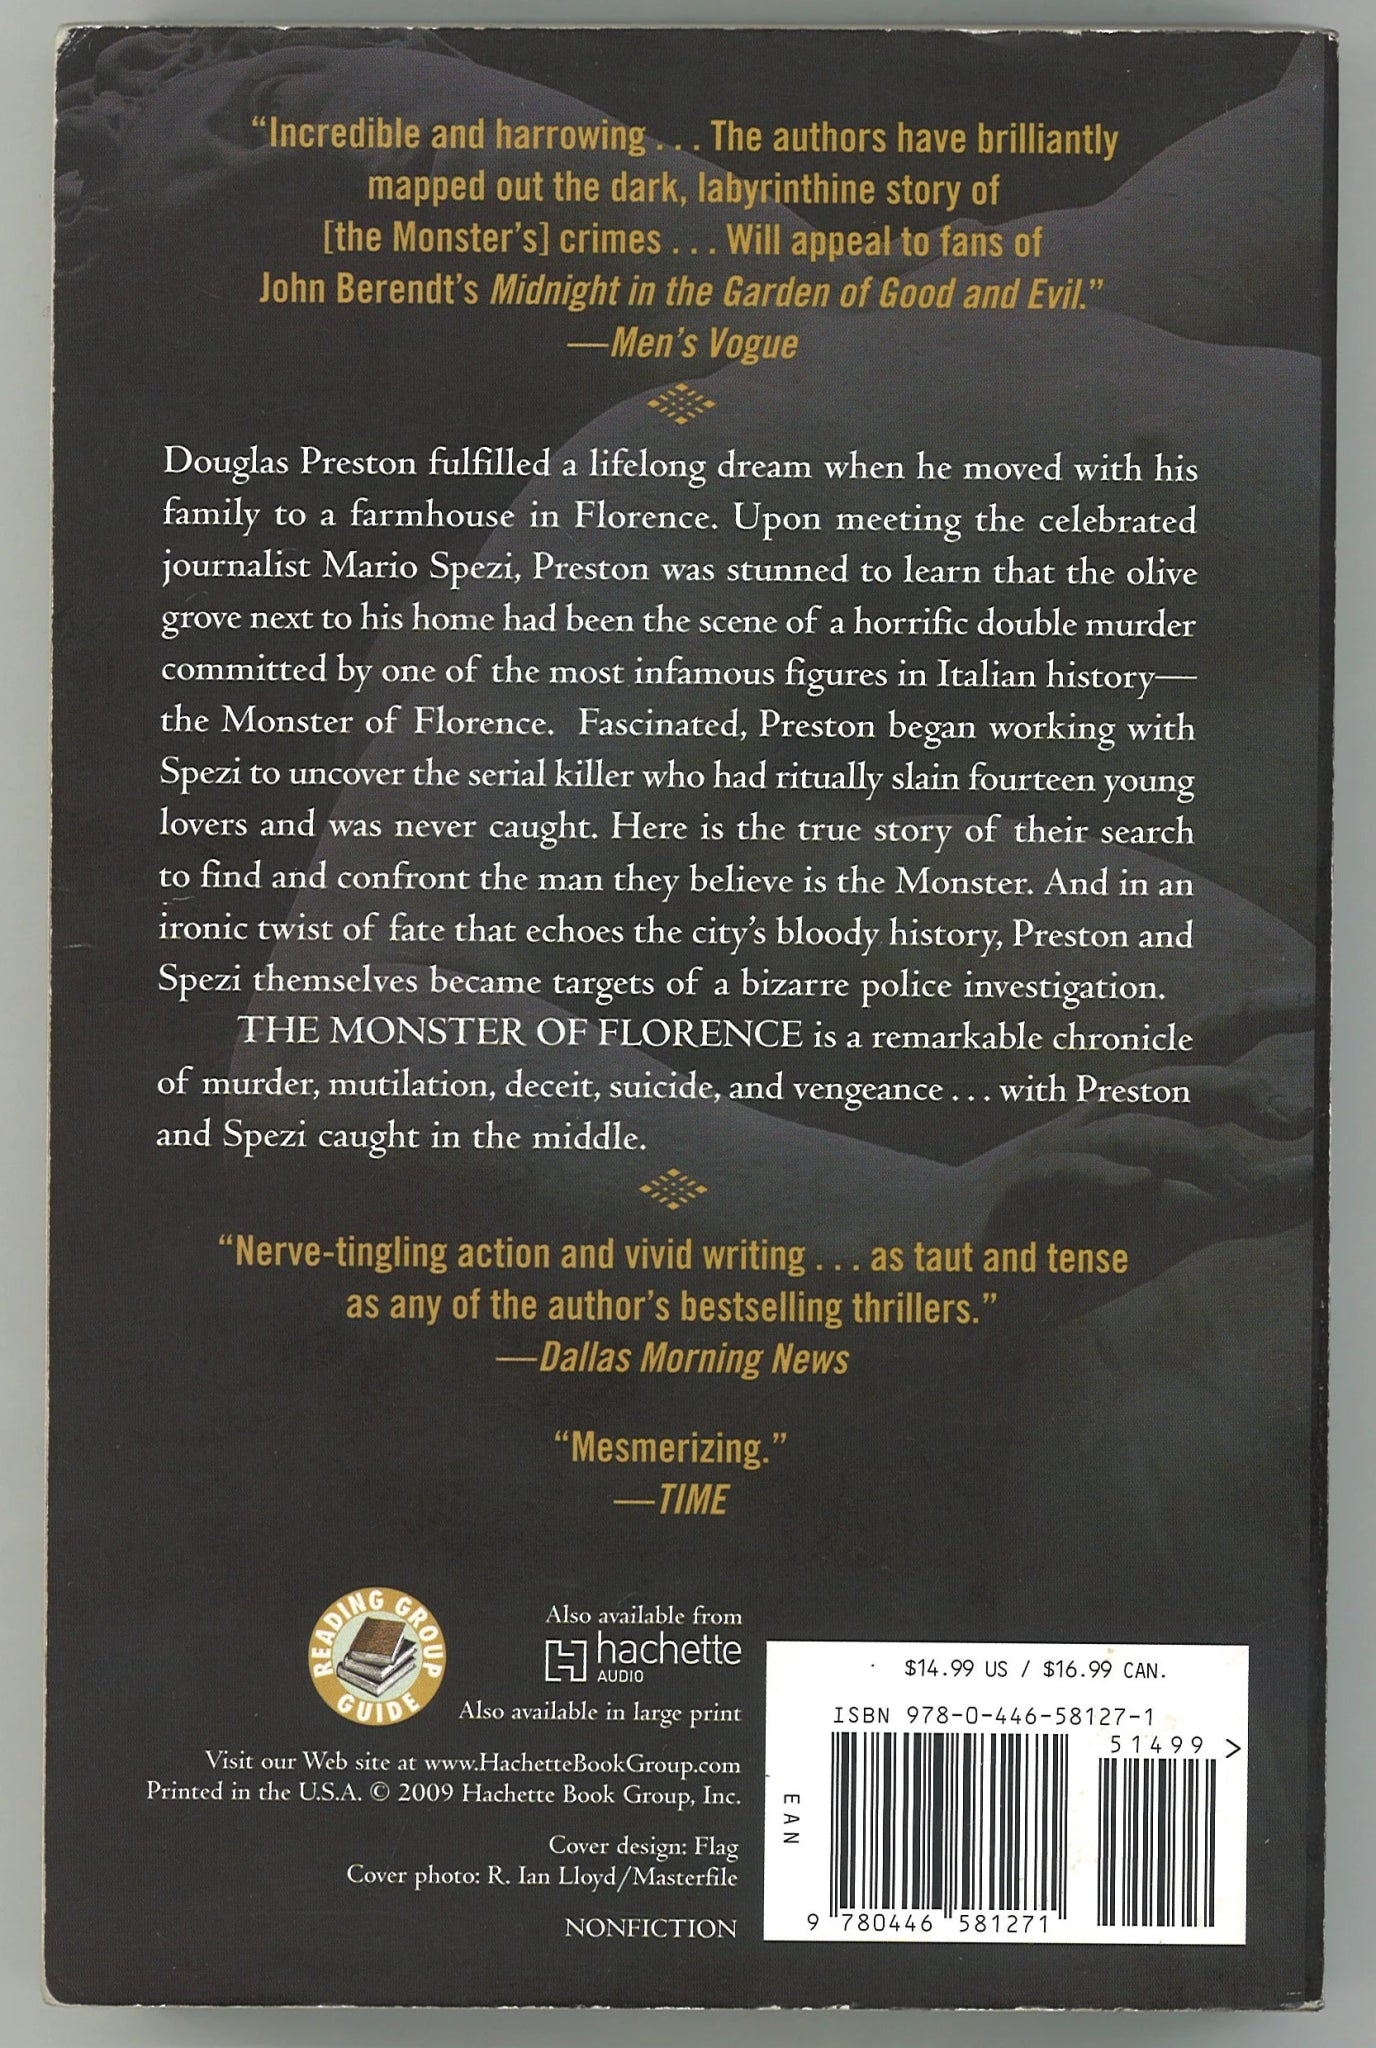 “Incredible and harrowing . . . The authors have brilliantly
mapped out the dark, labyrinthine story of
[the Monster’s] crimes . . . Will appeal to fans of
John Berendt’s Midnight in the Garden of Good and Evil.”
—Men’s Vogue
Douglas Preston fulfilled a lifelong dream when he moved with his
family to a farmhouse in Florence. Upon meeting the celebrated
journalist Mario Spezi, Preston was stunned to learn that the olive
grove next to his home had been the scene of a horrific double murder
committed by one of the most infamous figures in Italian history—
the Monster of Florence. Fascinated, Preston began working with
Spezi to uncover the serial killer who had ritually slain fourteen young
lovers and was never caught. Here is the true story of their search
to find and confront the man they believe is the Monster. And in an
ironic twist of fate that echoes the city’s bloody history, Preston and
Spezi themselves became targets of a bizarre police investigation.
THE MONSTER OF FLORENCE is a remarkable chronicle
of murder, mutilation, deceit, suicide, and vengeance . . . with Preston
and Spezi caught in the middle.
“Nerve-tingling action and vivid writing . . . as taut and tense
as any of the author’s bestselling thrillers.”
—Dallas Morning News
“Mesmerizing.”
—TIME
READING GROUP
GUIDE
Also available from
hachette
AUDIO
Also available in large print
Visit our Web site at www.HachetteBookGroup.com
Printed in the U.S.A. © 2009 Hachette Book Group, Inc.
Cover design: Flag
Cover photo: R. Ian Lloyd/Masterfile
NONFICTION
$14.99 US / $16.99 CAN.
ISBN 978-0-446-58127-1
51499 >
EAN
9 780446 581271